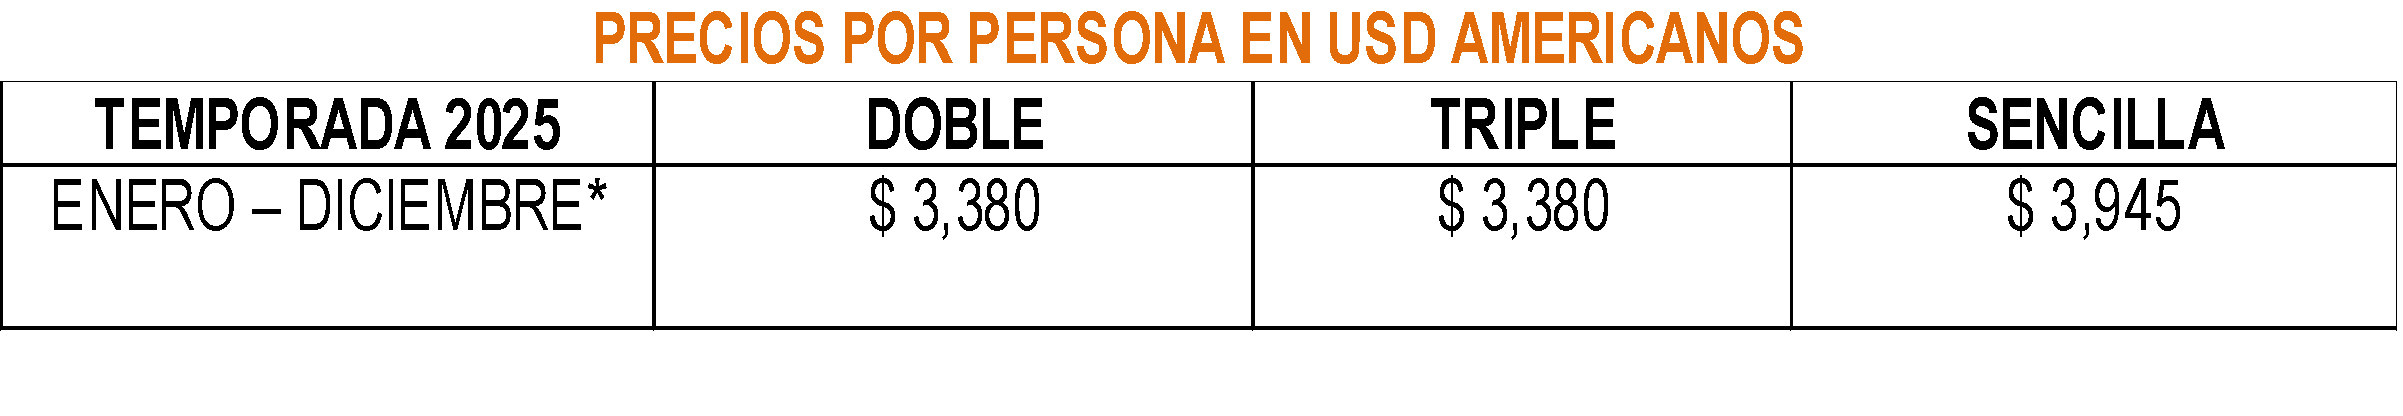 PRECIOS POR PERSONA EN USD AMERICANOS
TEMPORADA 2025 DOBLE TRIPLE SENCILLA
ENERO – DICIEMBRE* $ 3,380 $ 3,380 $ 3,945